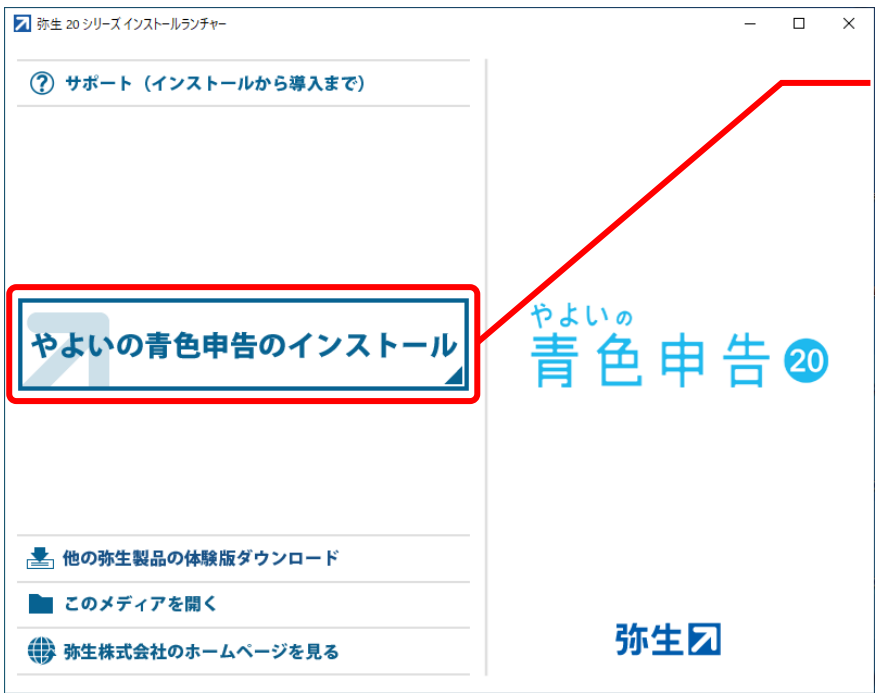 弥生 20 シリーズ インストールランチャー
サポート（インストールから導入まで）
やよいの青色申告のインストール
やよいの
青色申告 20
他の弥生製品の体験版ダウンロード
このメディアを開く
弥生株式会社のホームページを見る
弥生